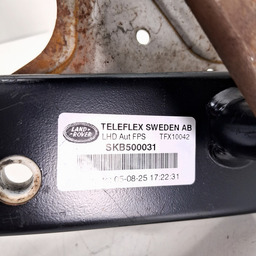 LAND
ROVER
TELEFLEX SWEDEN AB
LHD Aut FPS TFX10042
SKB500031
05-08-25 17:22:31